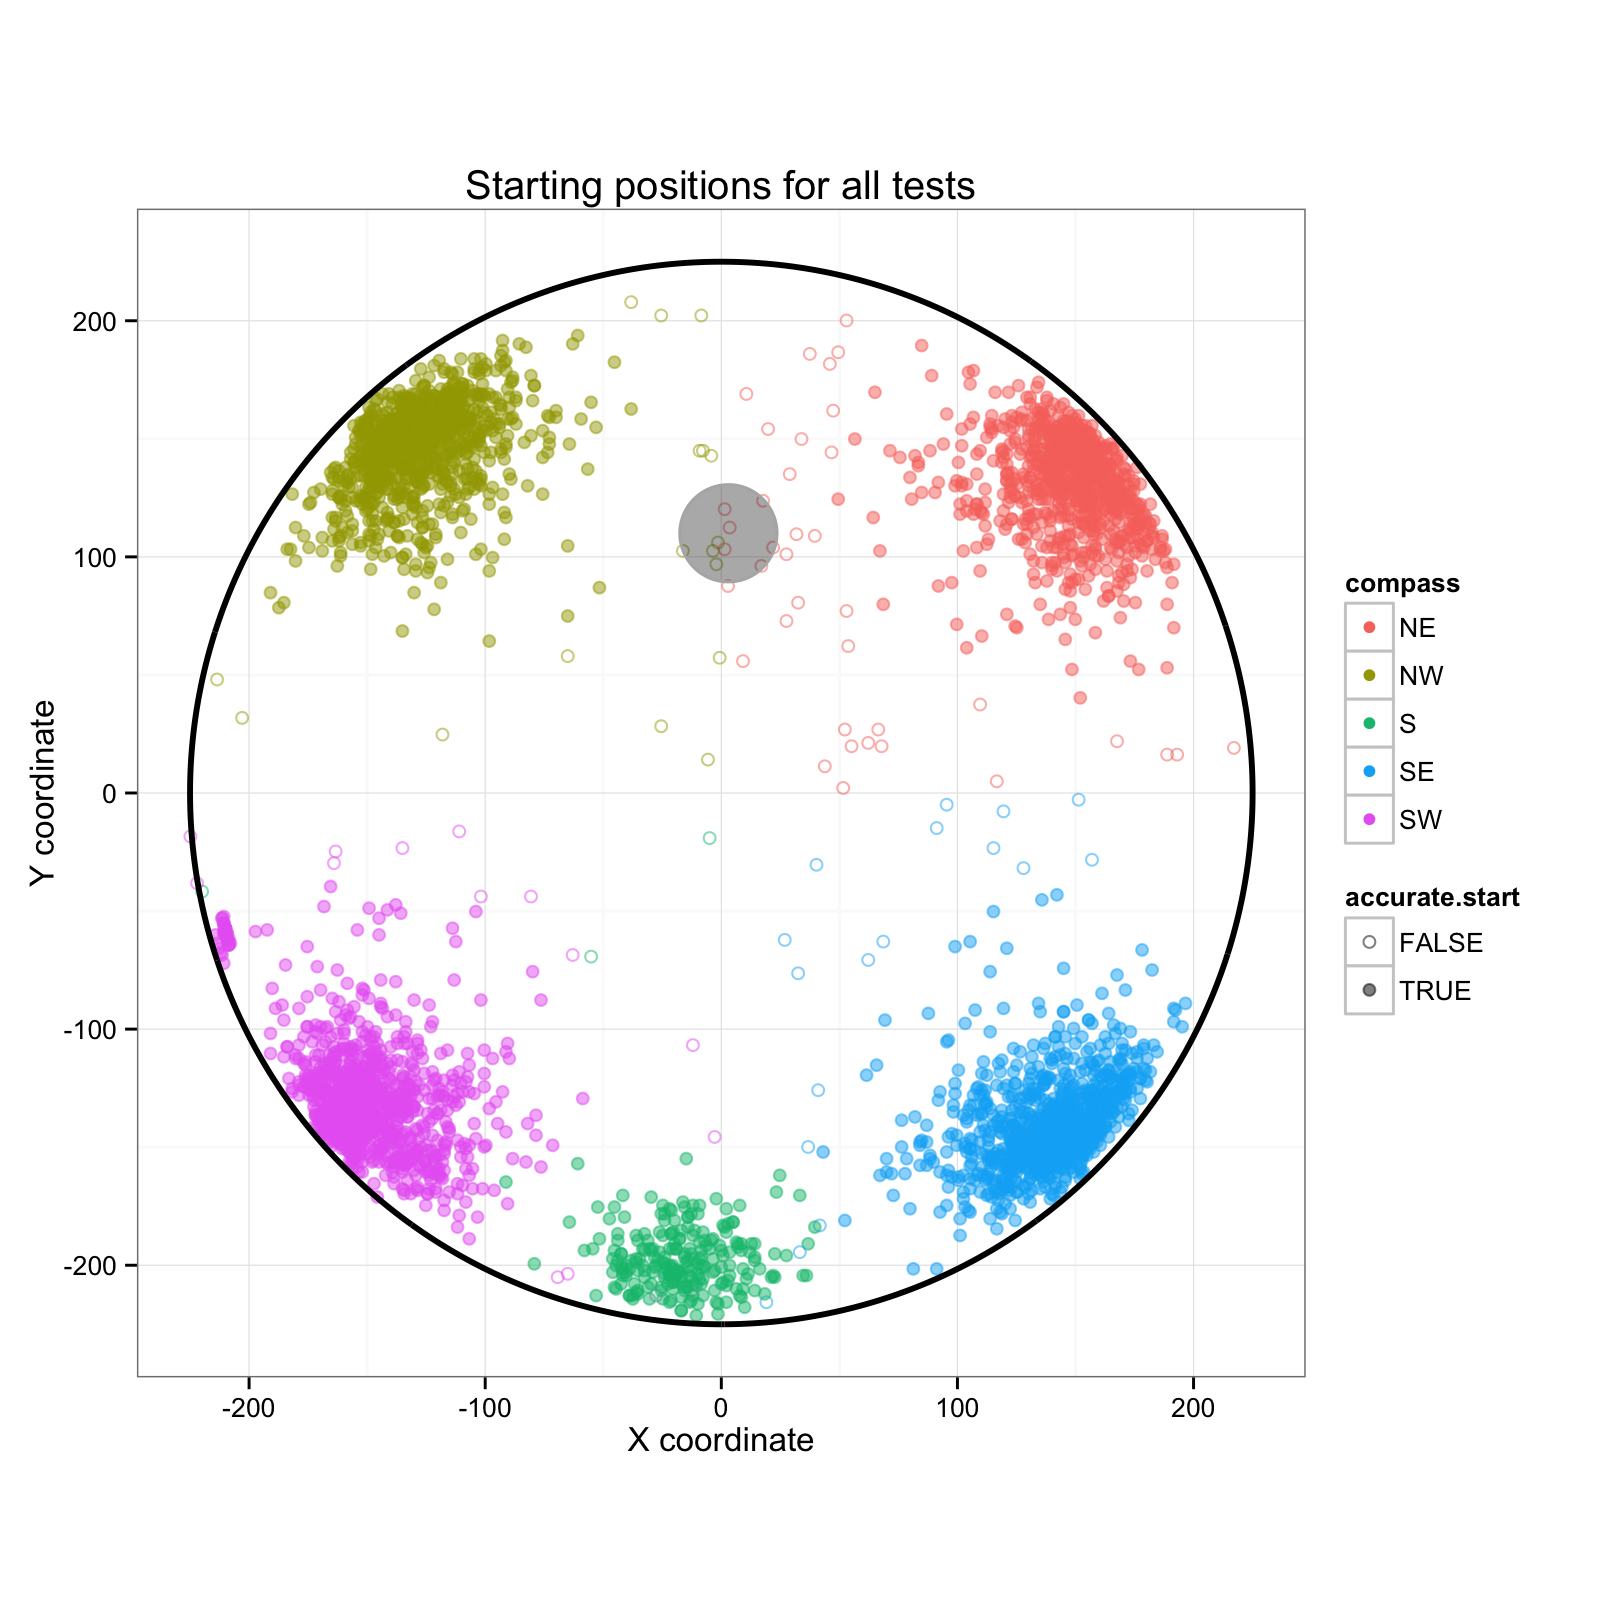 Starting positions for all tests
Y coordinate
200
100
0
-100
-200
-200
-100
0
100
200
X coordinate
compass
NE
NW
S
SE
SW
accurate.start
FALSE
TRUE